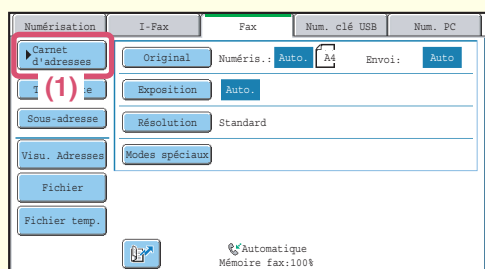 Numérisation I-Fax Fax Num. clé USB Num. PC
Carnet
d'adresses
Original Numéris.: Auto. A4 Envoi: Auto
(1)
Exposition Auto.
Sous-adresse Résolution Standard
Visu. Adresses Modes spéciaux
Fichier
Fichier temp.
Automatique
Mémoire fax:100%